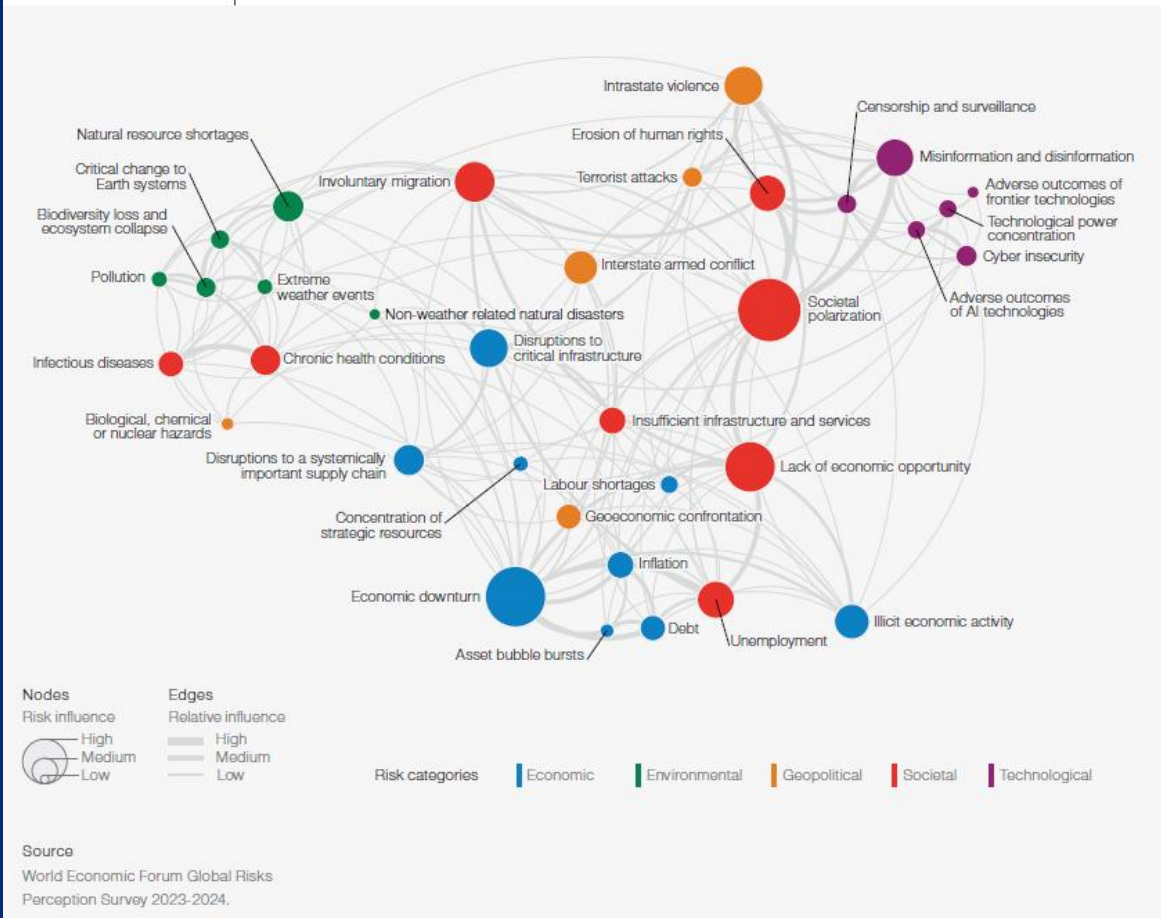 Intrastate violence
Censorship and surveillance
Natural resource shortages
Erosion of human rights
Misinformation and disinformation
Critical change to
Earth systems
Involuntary migration
Terrorist attacks
Adverse outcomes of
frontier technologies
Biodiversity loss and
ecosystem collapse
Technological power
concentration
Cyber insecurity
Interstate armed conflict
Pollution
Extreme
weather events
Adverse outcomes
of AI technologies
Societal
polarization
Non-weather related natural disasters
Disruptions to
critical infrastructure
Infectious diseases
Chronic health conditions
Biological, chemical
or nuclear hazards
Insufficient infrastructure and services
Disruptions to a systemically
important supply chain
Lack of economic opportunity
Labour shortages
Concentration of
strategic resources
Geoeconomic confrontation
Inflation
Economic downturn
Illicit economic activity
Debt
Unemployment
Asset bubble bursts
Nodes
Risk influence
High
Medium
Low
Edges
Relative influence
High
Medium
Low
Risk categories
Economic
Environmental
Geopolitical
Societal
Technological
Source
World Economic Forum Global Risks
Perception Survey 2023-2024.